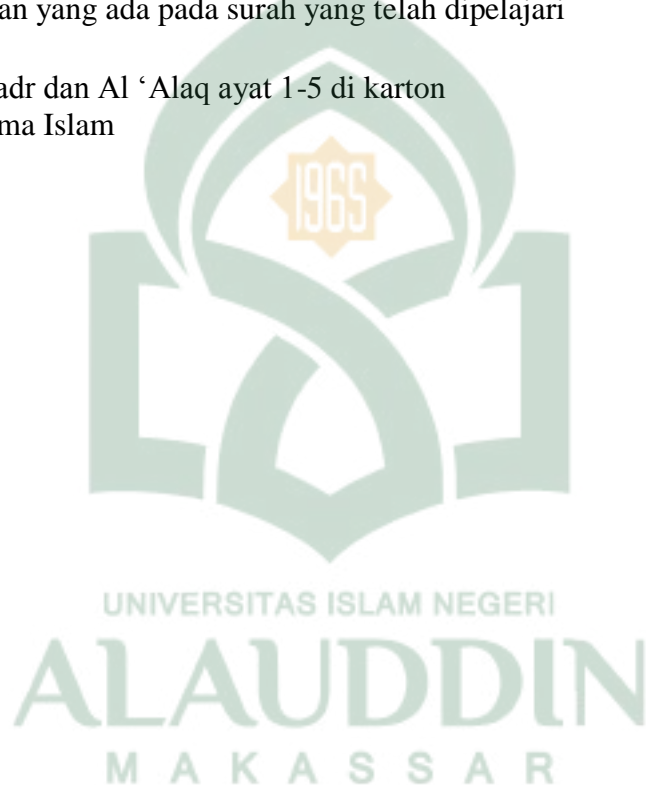 an yang ada pada surah yang telah dipelajari
adr dan Al ‘Alaq ayat 1-5 di karton
ma Islam
1965
UNIVERSITAS ISLAM NEGERI
ALAUDDIN
MAKASSAR